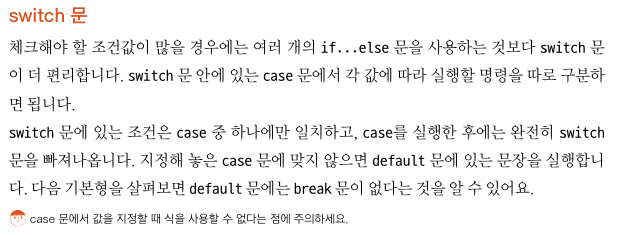 switch 문
체크해야 할 조건값이 많을 경우에는 여러 개의 if...else 문을 사용하는 것보다 switch 문
이 더 편리합니다. switch 문 안에 있는 case 문에서 각 값에 따라 실행할 명령을 따로 구분하
면 됩니다.
switch 문에 있는 조건은 case 중 하나에만 일치하고, case를 실행한 후에는 완전히 switch
문을 빠져나옵니다. 지정해 놓은 case 문에 맞지 않으면 default 문에 있는 문장을 실행합니
다. 다음 기본형을 살펴보면 default 문에는 break 문이 없다는 것을 알 수 있어요.
case 문에서 값을 지정할 때 식을 사용할 수 없다는 점에 주의하세요.